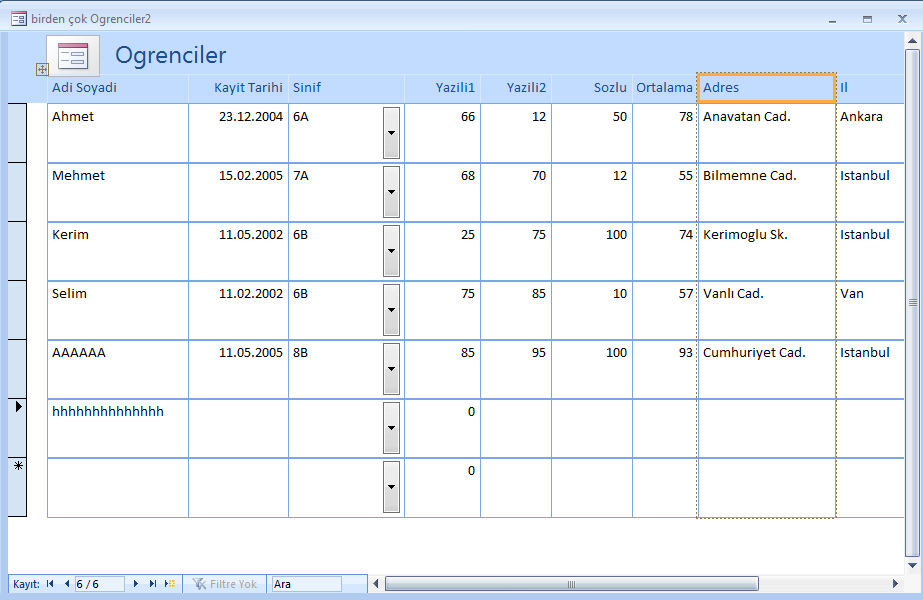 birden çok Ogrenciler2
Ogrenciler
Adi Soyadi Kayit Tarihi Sinif Yazili1 Yazili2 Sozlu Ortalama Adres Il
Ahmet 23.12.2004 6A 66 12 50 78 Anavatan Cad. Ankara
Mehmet 15.02.2005 7A 68 70 12 55 Bilmemne Cad. Istanbul
Kerim 11.05.2002 6B 25 75 100 74 Kerimoglu Sk. Istanbul
Selim 11.02.2002 6B 75 85 10 57 Vanlı Cad. Van
AAAAAA 11.05.2005 8B 85 95 100 93 Cumhuriyet Cad. Istanbul
hhhhhhhhhhhhhh 0
0
Kayıt: 6 / 6 Filtre Yok Ara